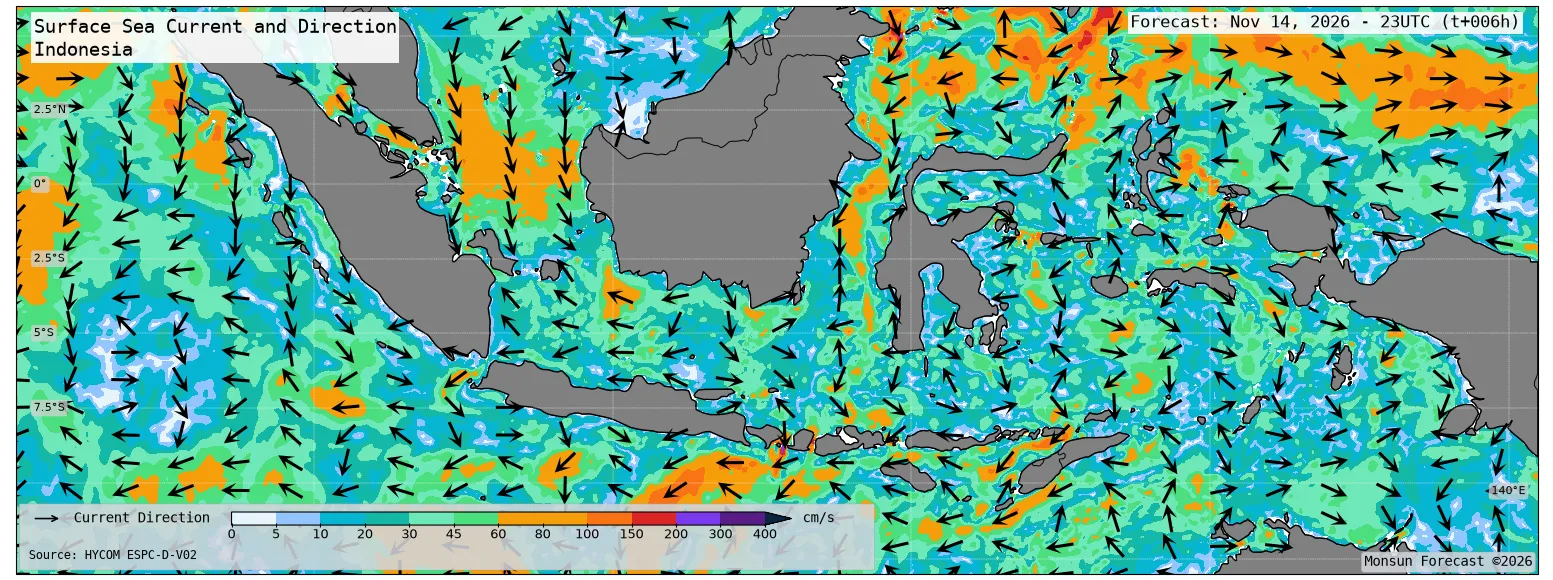 Surface Sea Current and Direction
Indonesia
Forecast: Nov 14, 2026 - 23UTC (t+006h)
2.5°N
0°
2.5°S
5°S
7.5°S
140°E
Current Direction
cm/s
0 5 10 20 30 45 60 80 100 150 200 300 400
Source: HYCOM ESPC-D-V02
Monsun Forecast ©2026